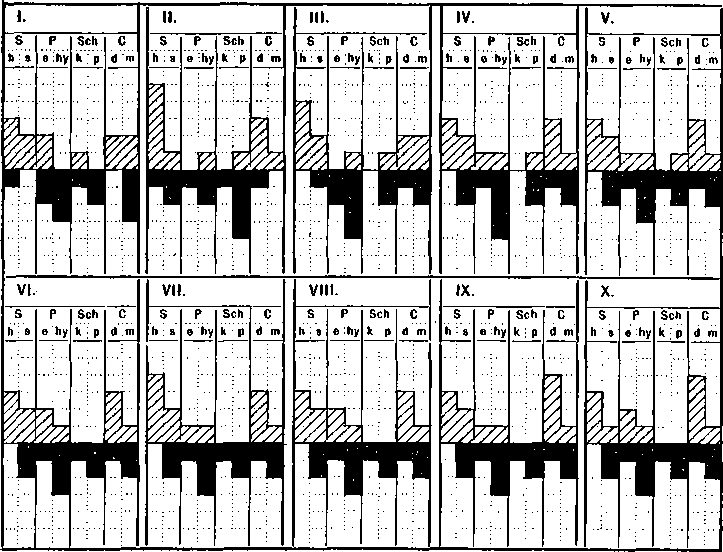 I. II. III. IV. V.
S P Sch C S P Sch C S P Sch C S P Sch C S P Sch C
h s e hy k p d m h s e hy k p d m h s e hy k p d m h s e hy k p d m h s e hy k p d m
VI. VII. VIII. IX. X.
S P Sch C S P Sch C S P Sch C S P Sch C S P Sch C
h s e hy k p d m h s e hy k p d m h s e hy k p d m h s e hy k p d m h s e hy k p d m